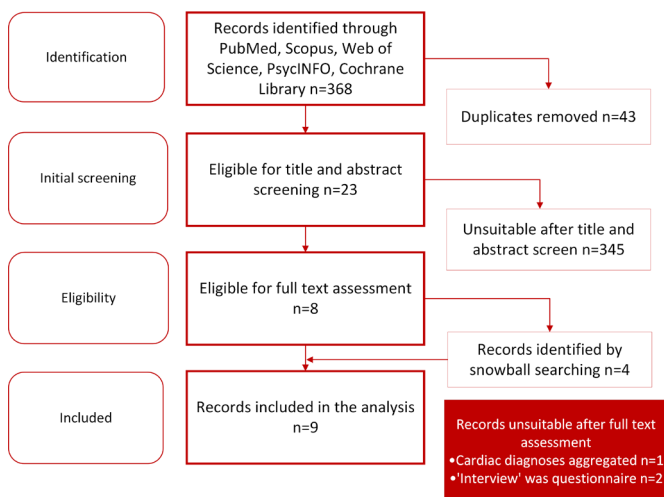 Identification
Records identified through
PubMed, Scopus, Web of
Science, PsycINFO, Cochrane
Library n=368
Duplicates removed n=43
Initial screening
Eligible for title and abstract
screening n=23
Unsuitable after title and
abstract screen n=345
Eligibility
Eligible for full text assessment
n=8
Records identified by
snowball searching n=4
Included
Records included in the analysis
n=9
Records unsuitable after full text
assessment
•Cardiac diagnoses aggregated n=1
•'Interview' was questionnaire n=2